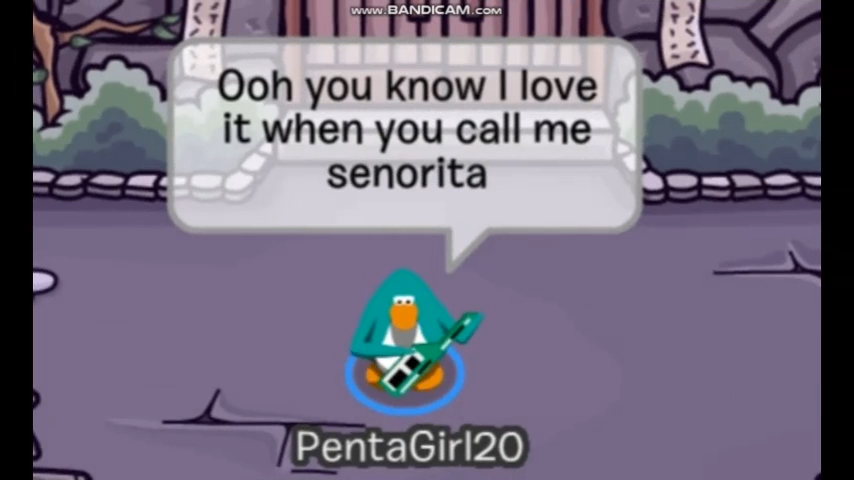 www.BANDICAM.com
Ooh you know I love
it when you call me
senorita
PentaGirl20